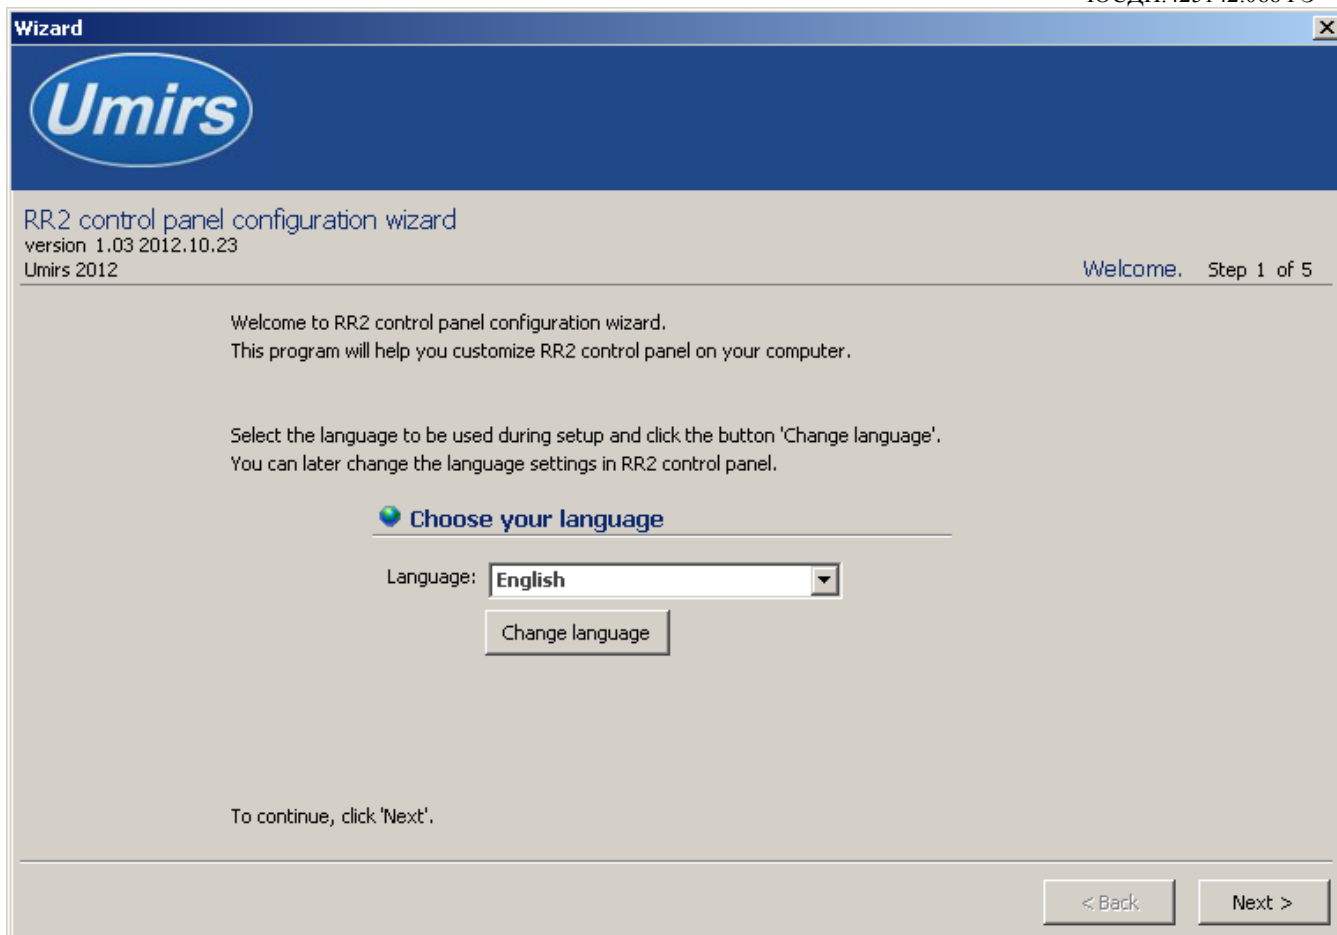 Wizard
Umirs
RR2 control panel configuration wizard
version 1.03 2012.10.23
Umirs 2012
Welcome. Step 1 of 5
Welcome to RR2 control panel configuration wizard.
This program will help you customize RR2 control panel on your computer.
Select the language to be used during setup and click the button 'Change language'.
You can later change the language settings in RR2 control panel.
Choose your language
Language: English
Change language
To continue, click 'Next'.
< Back Next >